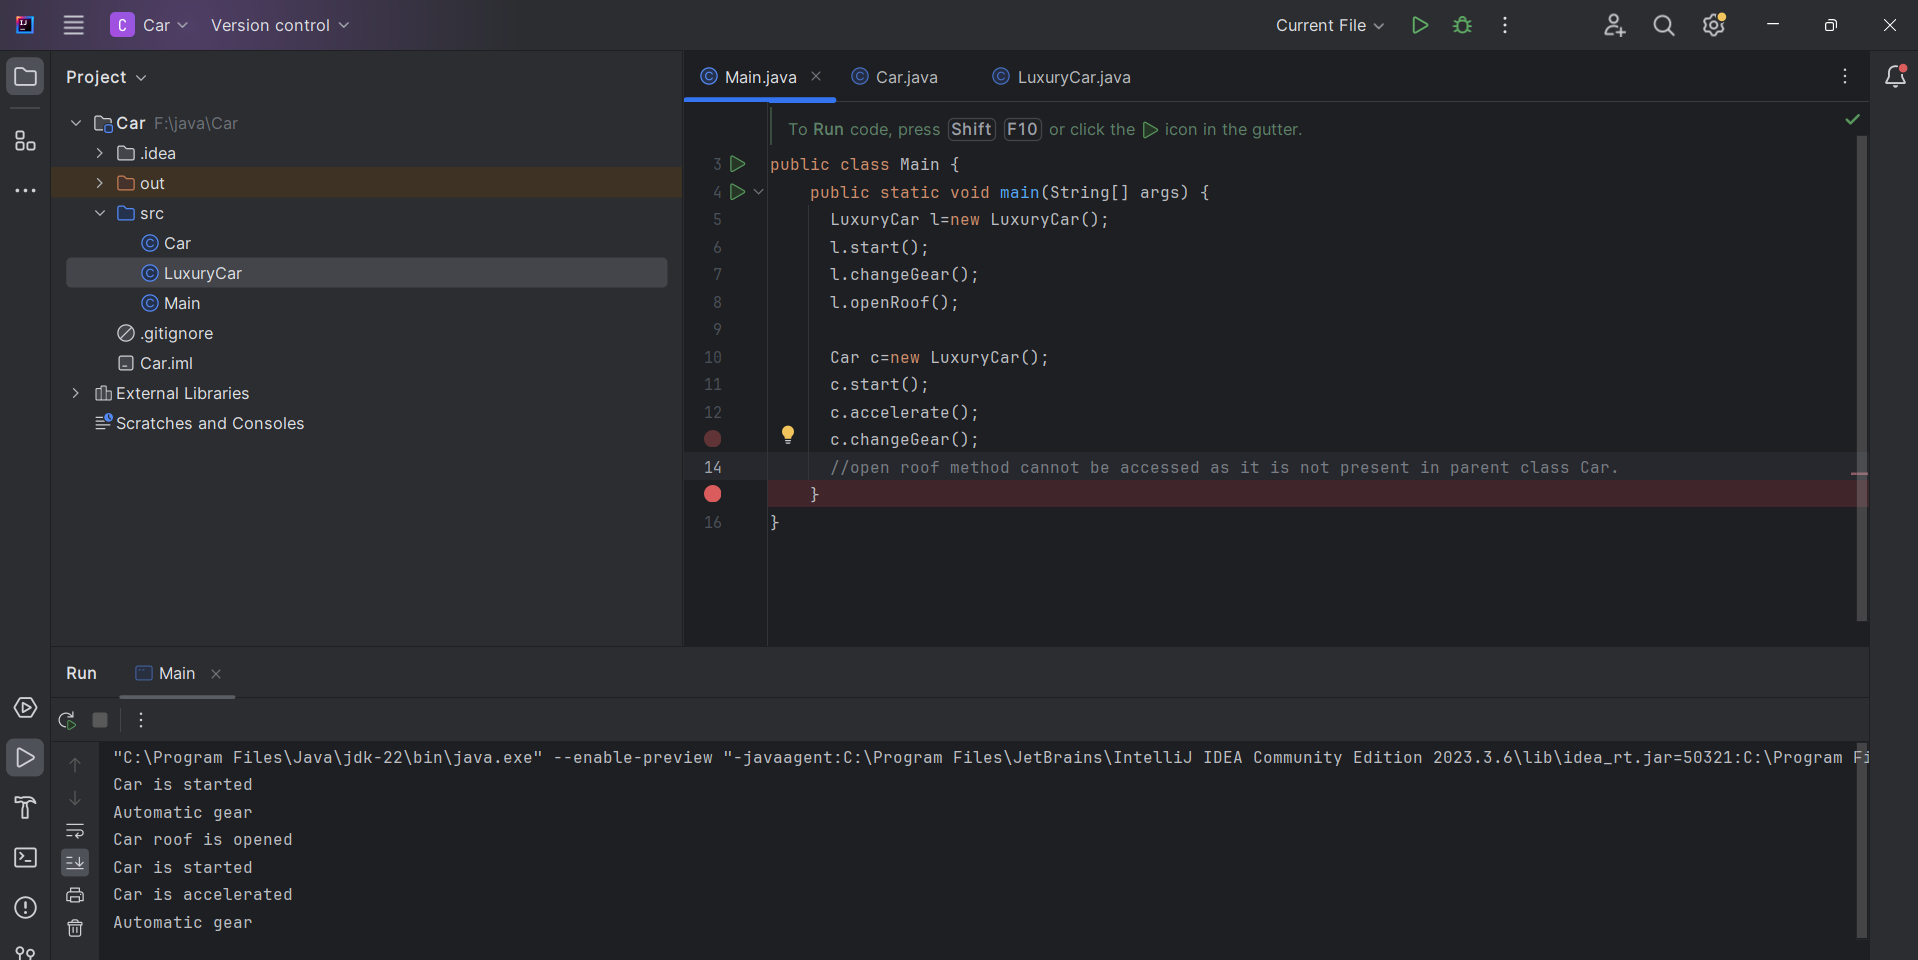 C Car Version control Current File
Project
Car F:\java\Car
.idea
out
src
Car
LuxuryCar
Main
.gitignore
Car.iml
External Libraries
Scratches and Consoles
Main.java Car.java LuxuryCar.java
To Run code, press Shift F10 or click the icon in the gutter.
3 public class Main {
4 public static void main(String[] args) {
5 LuxuryCar l=new LuxuryCar();
6 l.start();
7 l.changeGear();
8 l.openRoof();
9
10 Car c=new LuxuryCar();
11 c.start();
12 c.accelerate();
c.changeGear();
14 //open roof method cannot be accessed as it is not present in parent class Car.
}
16 }
Run Main
"C:\Program Files\Java\jdk-22\bin\java.exe" --enable-preview "-javaagent:C:\Program Files\JetBrains\IntelliJ IDEA Community Edition 2023.3.6\lib\idea_rt.jar=50321:C:\Program Fi
Car is started
Automatic gear
Car roof is opened
Car is started
Car is accelerated
Automatic gear